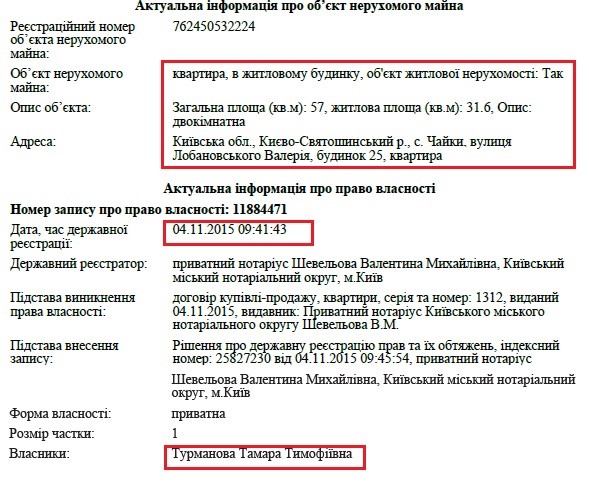 Актуальна інформація про об’єкт нерухомого майна
Реєстраційний номер 762450532224
об’єкта нерухомого
майна:
Об’єкт нерухомого квартира, в житловому будинку, об'єкт житлової нерухомості: Так
майна:
Опис об’єкта: Загальна площа (кв.м): 57, житлова площа (кв.м): 31.6, Опис:
двокімнатна
Адреса: Київська обл., Києво-Святошинський р., с. Чайки, вулиця
Лобановського Валерія, будинок 25, квартира
Актуальна інформація про право власності
Номер запису про право власності: 11884471
Дата, час державної 04.11.2015 09:41:43
реєстрації:
Державний реєстратор: приватний нотаріус Шевельова Валентина Михайлівна, Київський
міський нотаріальний округ, м.Київ
Підстава виникнення договір купівлі-продажу, квартири, серія та номер: 1312, виданий
права власності: 04.11.2015, видавник: Приватний нотаріус Київського міського
нотаріального округу Шевельова В.М.
Підстава внесення Рішення про державну реєстрацію прав та їх обтяжень, індексний
запису: номер: 25827230 від 04.11.2015 09:45:54, приватний нотаріус
Шевельова Валентина Михайлівна, Київський міський нотаріальний
округ, м.Київ
Форма власності: приватна
Розмір частки: 1
Власники: Турманова Тамара Тимофіївна